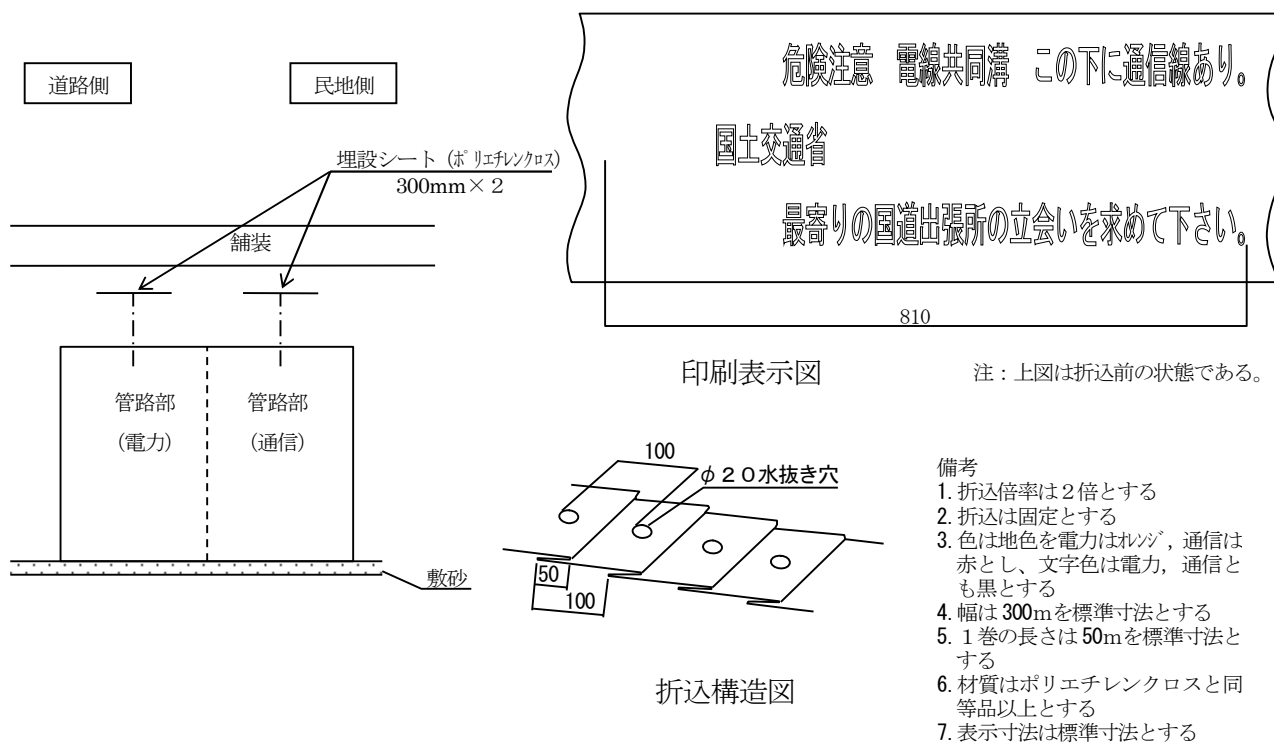 道路側
民地側
埋設シート (ポリエチレンクロス)
300mm×2
舗装
管路部
(電力)
管路部
(通信)
敷砂
危険注意　電線共同溝　この下に通信線あり。
国土交通省
最寄りの国道出張所の立会いを求めて下さい。
810
印刷表示図
注：上図は折込前の状態である。
100
φ２０水抜き穴
50
100
折込構造図
備考
1. 折込倍率は２倍とする
2. 折込は固定とする
3. 色は地色を電力はオレンジ, 通信は
赤とし、文字色は電力, 通信と
も黒とする
4. 幅は 300mを標準寸法とする
5. １巻の長さは 50mを標準寸法と
する
6. 材質はポリエチレンクロスと同
等品以上とする
7. 表示寸法は標準寸法とする